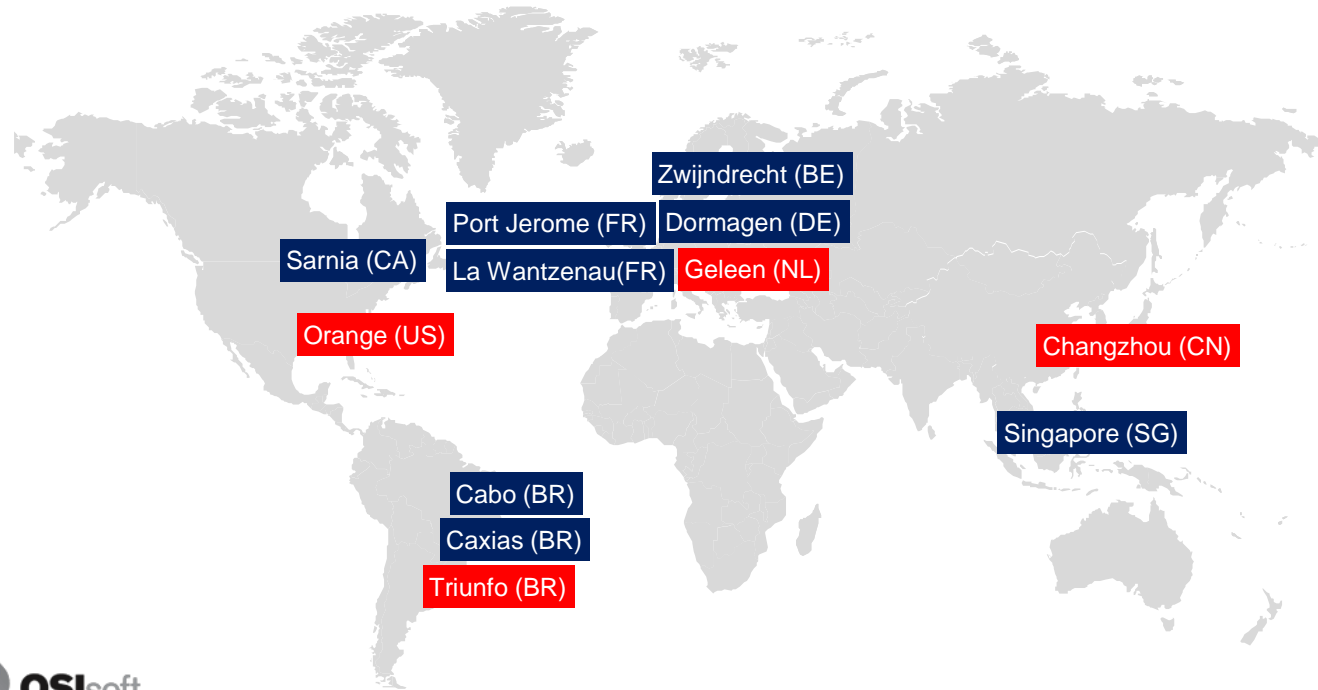 Zwijndrecht (BE)
Port Jerome (FR)
Dormagen (DE)
Sarnia (CA)
La Wantzenau(FR)
Geleen (NL)
Orange (US)
Changzhou (CN)
Singapore (SG)
Cabo (BR)
Caxias (BR)
Triunfo (BR)
OSIsoft